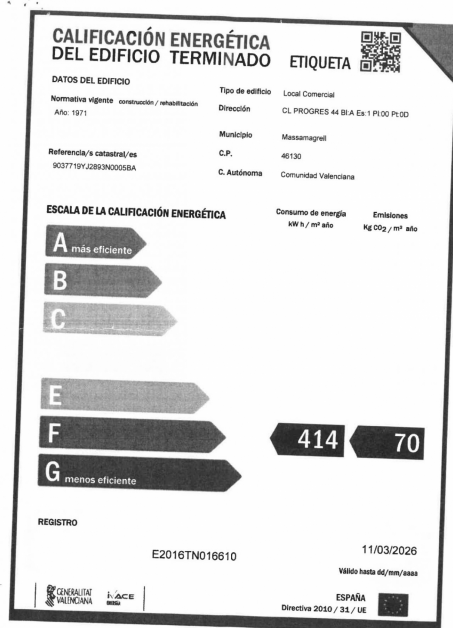 CALIFICACIÓN ENERGÉTICA
DEL EDIFICIO TERMINADO
ETIQUETA
DATOS DEL EDIFICIO
Normativa vigente construcción / rehabilitación
Año: 1971
Referencia/s catastral/es
9037719YJ2893N0005BA
Tipo de edificio Local Comercial
Dirección CL PROGRES 44 Bl:A Es:1 Pl:00 Pt:0D
Municipio Massamagrell
C.P. 46130
C. Autónoma Comunidad Valenciana
ESCALA DE LA CALIFICACIÓN ENERGÉTICA
Consumo de energía
kW h / m² año
Emisiones
Kg CO2 / m² año
A más eficiente
B
C
E
F 414 70
G menos eficiente
REGISTRO
E2016TN016610
11/03/2026
Válido hasta dd/mm/aaaa
GENERALITAT
VALENCIANA
IVACE
ESPAÑA
Directiva 2010 / 31 / UE